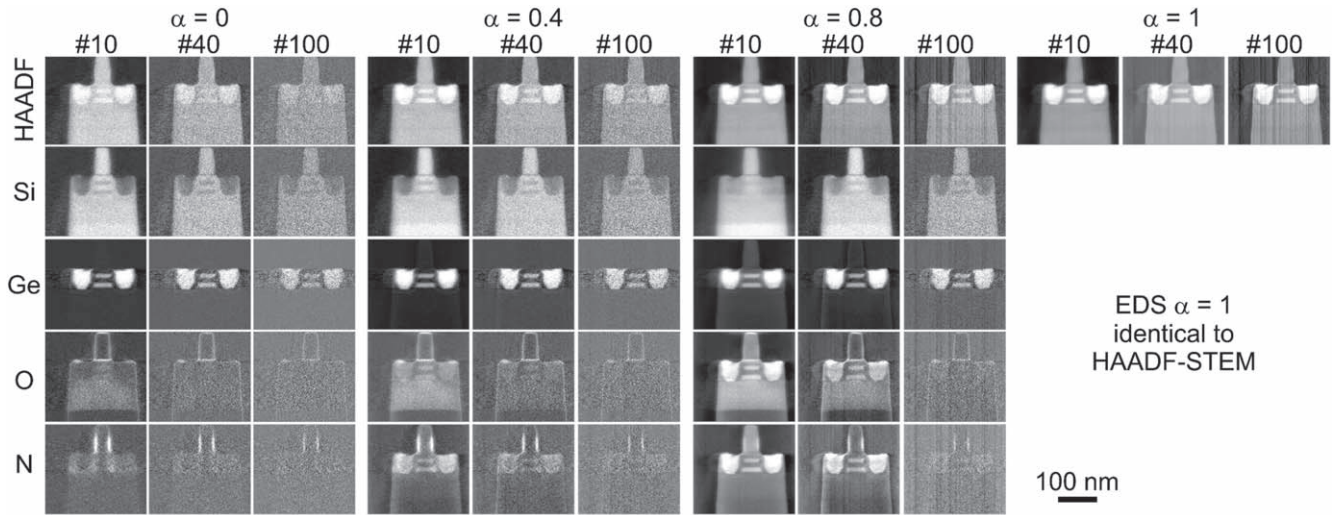 α = 0 α = 0.4 α = 0.8 α = 1
#10 #40 #100 #10 #40 #100 #10 #40 #100 #10 #40 #100
HAADF
Si
Ge
O
N
EDS α = 1
identical to
HAADF-STEM
100 nm